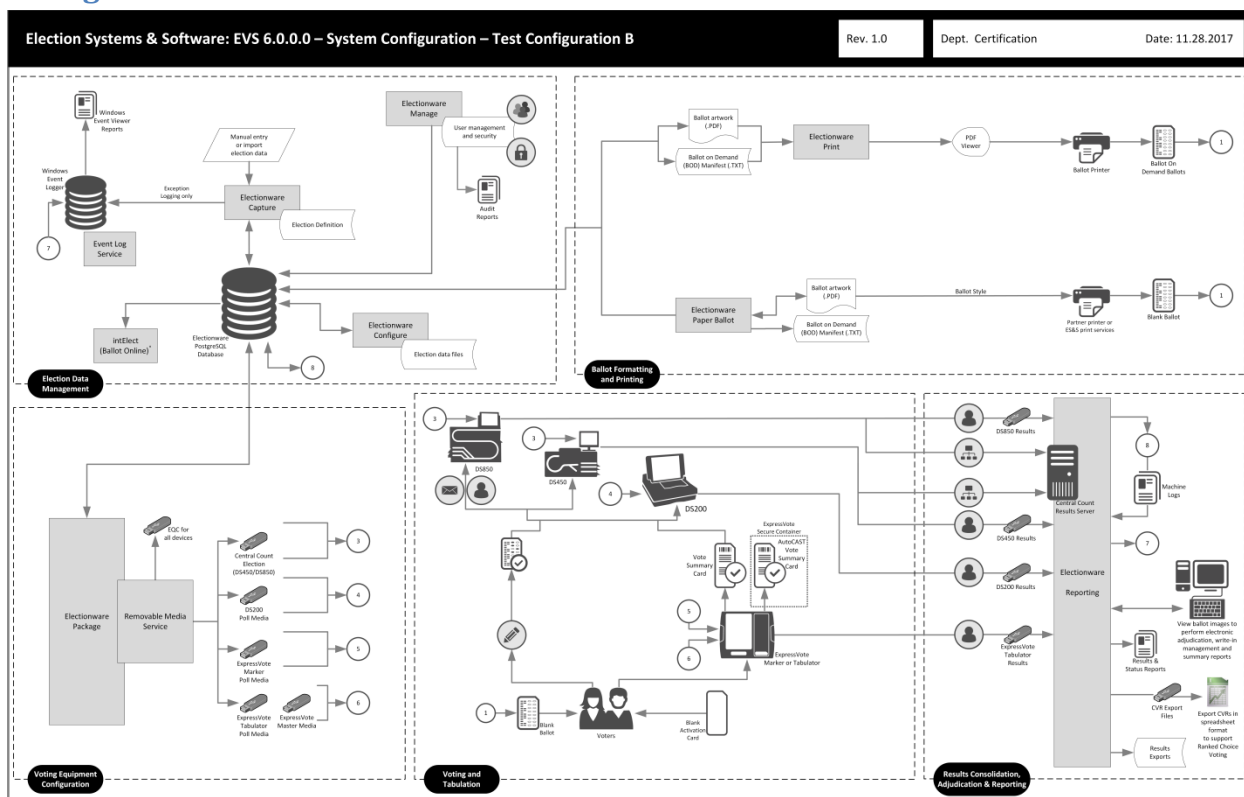 Election Systems & Software: EVS 6.0.0.0 – System Configuration – Test Configuration B
Rev. 1.0
Dept. Certification
Date: 11.28.2017
Windows
Event Viewer
Reports
Manual entry
or import
election data
Windows
Event
Logger
Exception
Logging only
7
Event Log
Service
Electionware
Capture
Election Definition
Electionware
Manage
User management
and security
Audit
Reports
intElect
(Ballot Online)*
Electionware
PostgreSQL
Database
Electionware
Configure
Election data files
8
Election Data
Management
Ballot artwork
(.PDF)
Ballot on Demand
(BOD) Manifest (.TXT)
Electionware
Print
PDF
Viewer
Ballot Printer
Ballot On
Demand Ballots
1
Electionware
Paper Ballot
Ballot artwork
(.PDF)
Ballot on Demand
(BOD) Manifest (.TXT)
Ballot Style
Partner printer or
ES&S print services
Blank Ballot
1
Ballot Formatting
and Printing
Electionware
Package
Removable Media
Service
EQC for
all devices
Central Count
Election
(DS450/DS850)
3
DS200
Poll Media
4
ExpressVote
Marker
Poll Media
5
ExpressVote
Tabulator
Poll Media
ExpressVote
Master Media
6
Voting Equipment
Configuration
3
DS850
3
DS450
4
DS200
Vote
Summary
Card
ExpressVote
Secure Container
AutoCAST
Vote
Summary
Card
5
6
ExpressVote
Marker or Tabulator
1
Blank
Ballot
Voters
Blank
Activation
Card
Voting and
Tabulation
DS850 Results
Central Count
Results Server
DS450 Results
DS200 Results
ExpressVote
Tabulator
Results
Electionware
Reporting
8
Machine
Logs
7
View ballot images to
perform electronic
adjudication, write-in
management and
summary reports
Results &
Status Reports
CVR Export
Files
Export CVRs in
spreadsheet
format
to support
Ranked Choice
Voting
Results
Exports
Results Consolidation,
Adjudication & Reporting